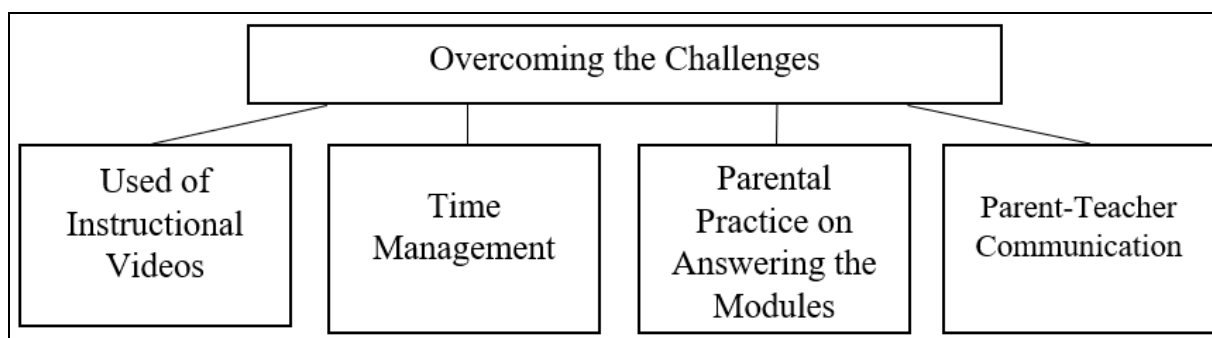 Overcoming the Challenges
Used of
Instructional
Videos
Time
Management
Parental
Practice on
Answering the
Modules
Parent-Teacher
Communication